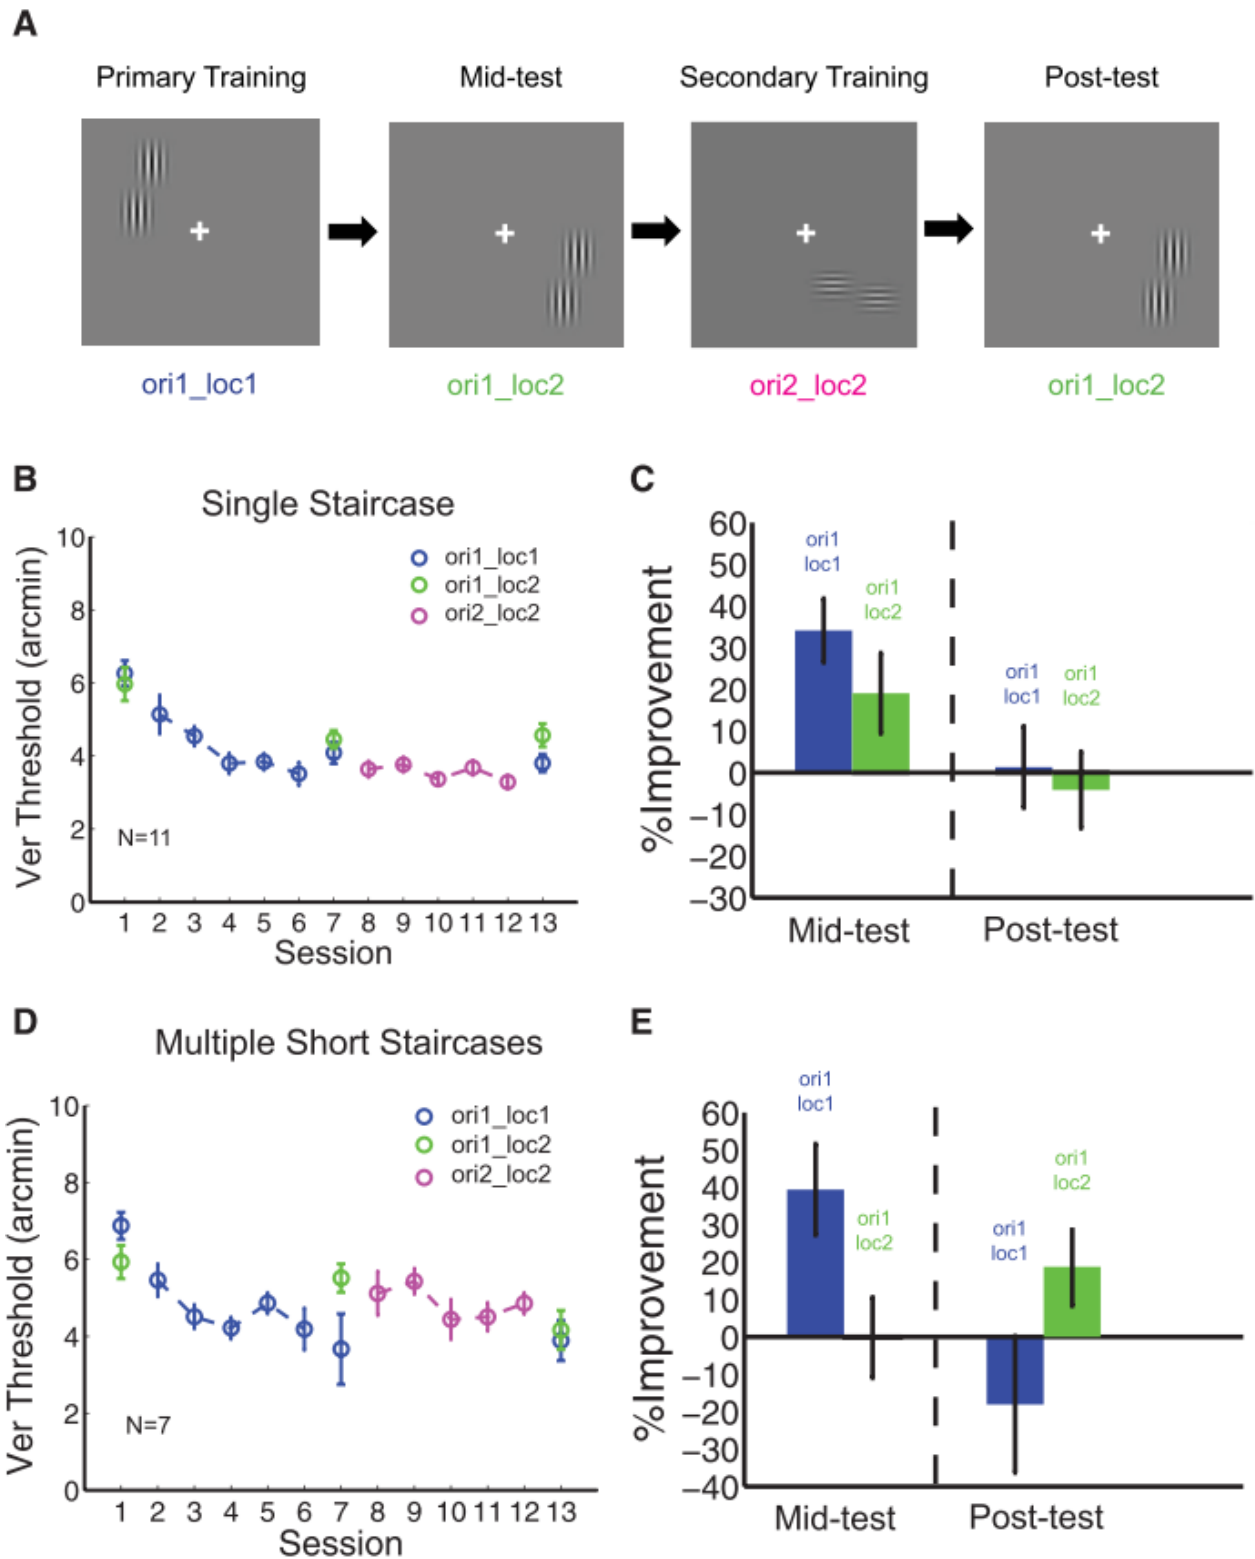 A
Primary Training
Mid-test
Secondary Training
Post-test
ori1_loc1
ori1_loc2
ori2_loc2
ori1_loc2
B
Single Staircase
Ver Threshold (arcmin)
10
8
6
4
2
0
ori1_loc1
ori1_loc2
ori2_loc2
N=11
1 2 3 4 5 6 7 8 9 10 11 12 13
Session
C
%Improvement
60
50
40
30
20
10
0
−10
−20
−30
ori1
loc1
ori1
loc2
ori1
loc1
ori1
loc2
Mid-test
Post-test
D
Multiple Short Staircases
Ver Threshold (arcmin)
10
8
6
4
2
0
ori1_loc1
ori1_loc2
ori2_loc2
N=7
1 2 3 4 5 6 7 8 9 10 11 12 13
Session
E
%Improvement
60
50
40
30
20
10
0
−10
−20
−30
−40
ori1
loc1
ori1
loc2
ori1
loc1
ori1
loc2
Mid-test
Post-test